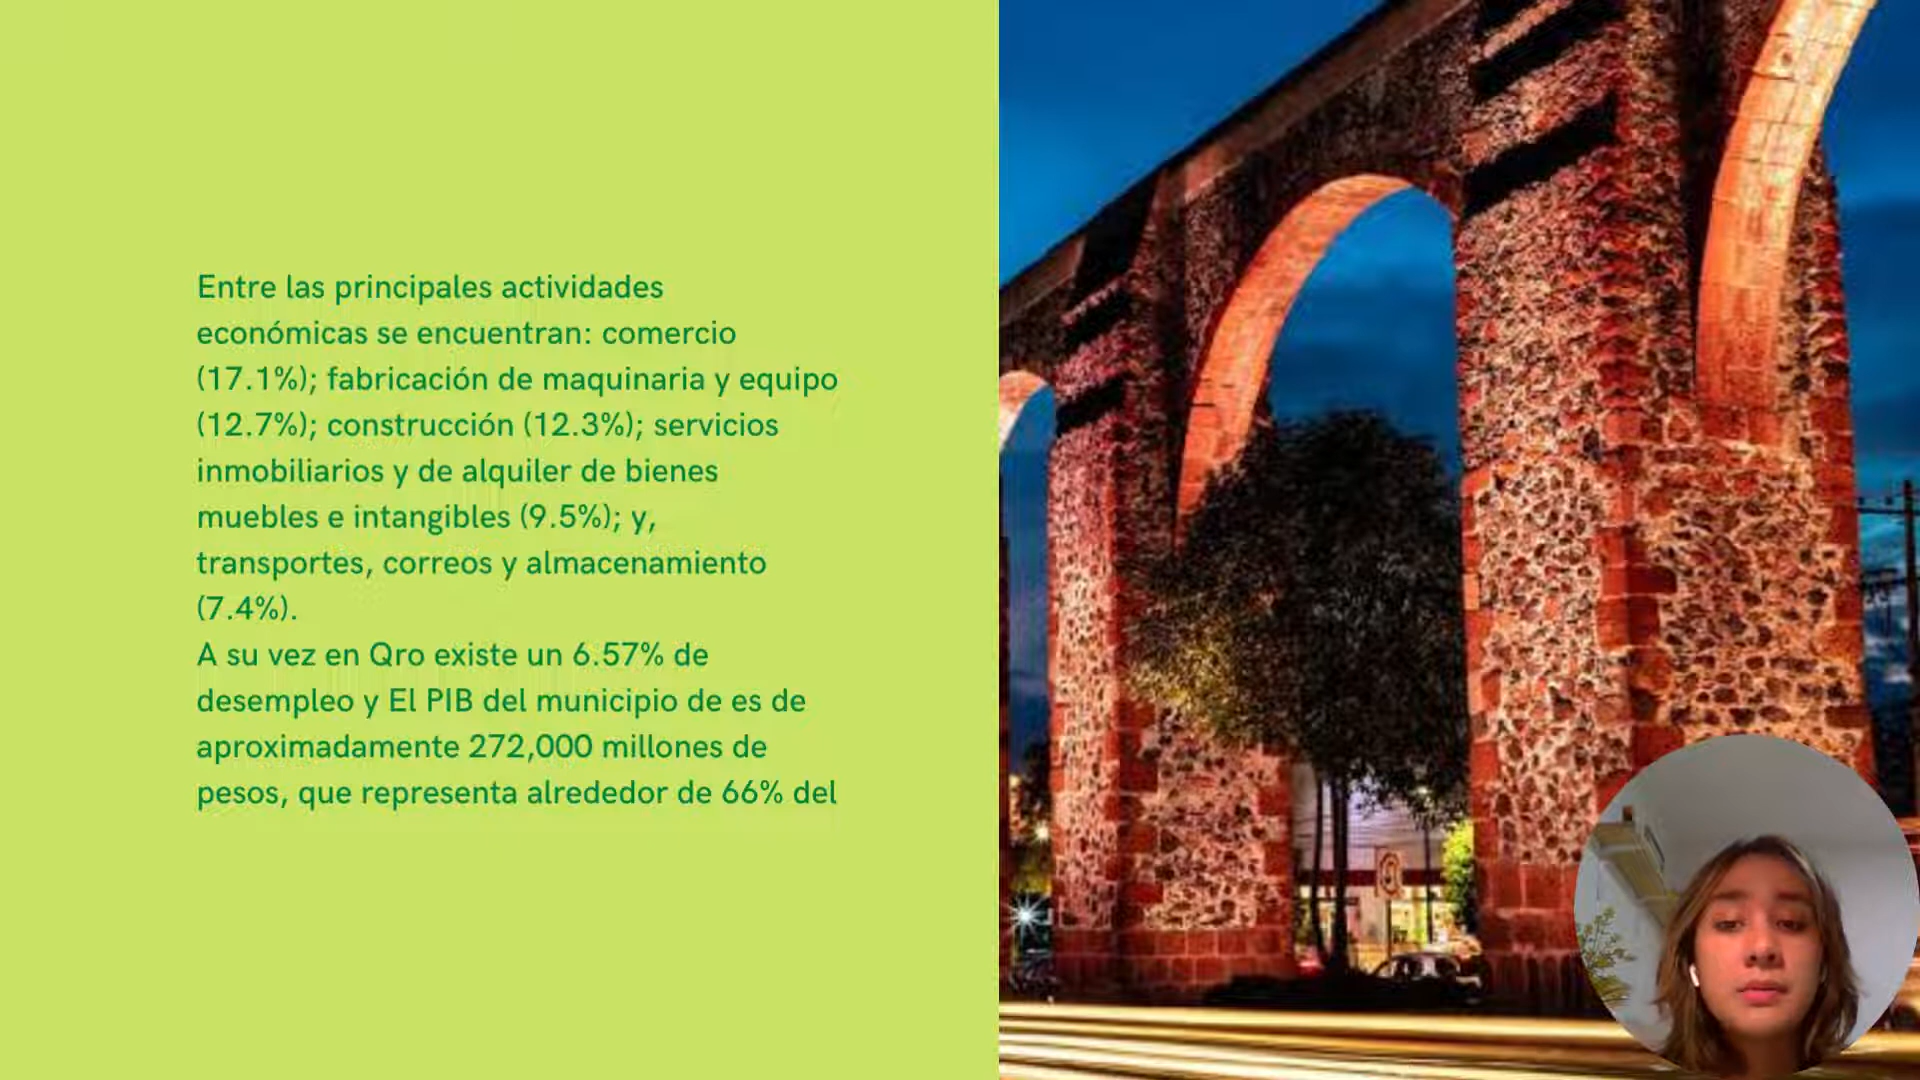 Entre las principales actividades
económicas se encuentran: comercio
(17.1%); fabricación de maquinaria y equipo
(12.7%); construcción (12.3%); servicios
inmobiliarios y de alquiler de bienes
muebles e intangibles (9.5%); y,
transportes, correos y almacenamiento
(7.4%).
A su vez en Qro existe un 6.57% de
desempleo y El PIB del municipio de es de
aproximadamente 272,000 millones de
pesos, que representa alrededor de 66% del